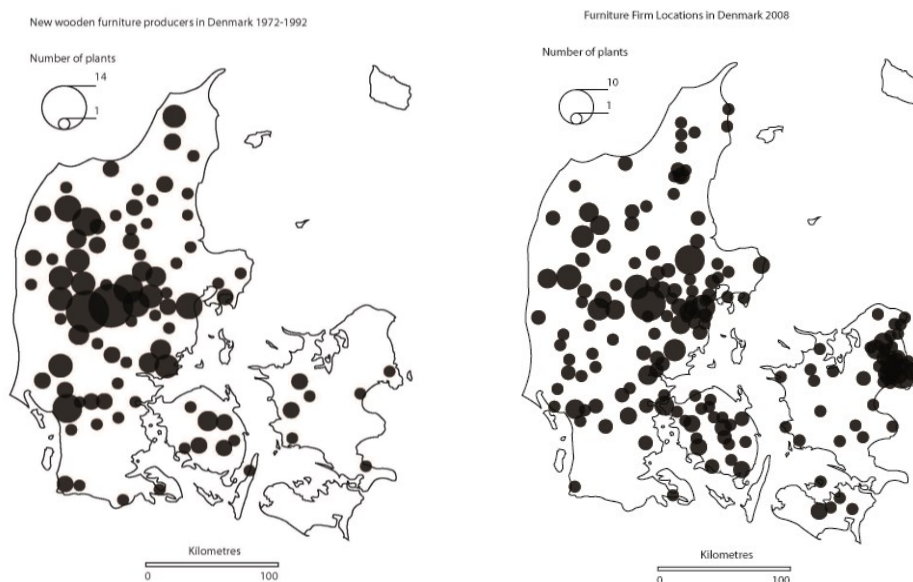 New wooden furniture producers in Denmark 1972-1992
Number of plants
14
1
Kilometres
0 100
Furniture Firm Locations in Denmark 2008
Number of plants
10
1
Kilometres
0 100